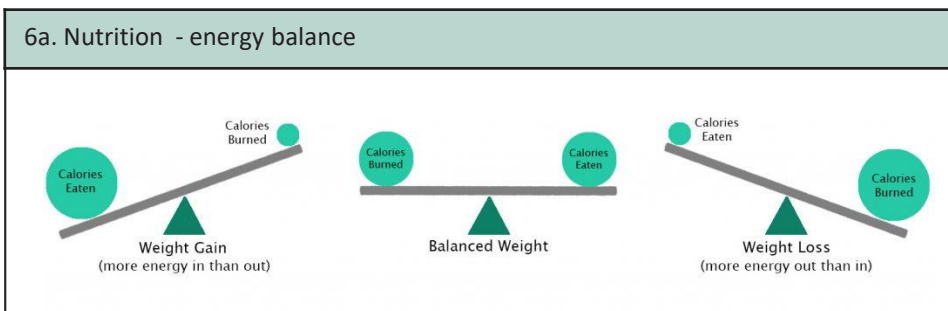 6a. Nutrition - energy balance
Calories
Eaten
Calories
Burned
Weight Gain
(more energy in than out)
Calories
Burned
Calories
Eaten
Balanced Weight
Calories
Eaten
Calories
Burned
Weight Loss
(more energy out than in)